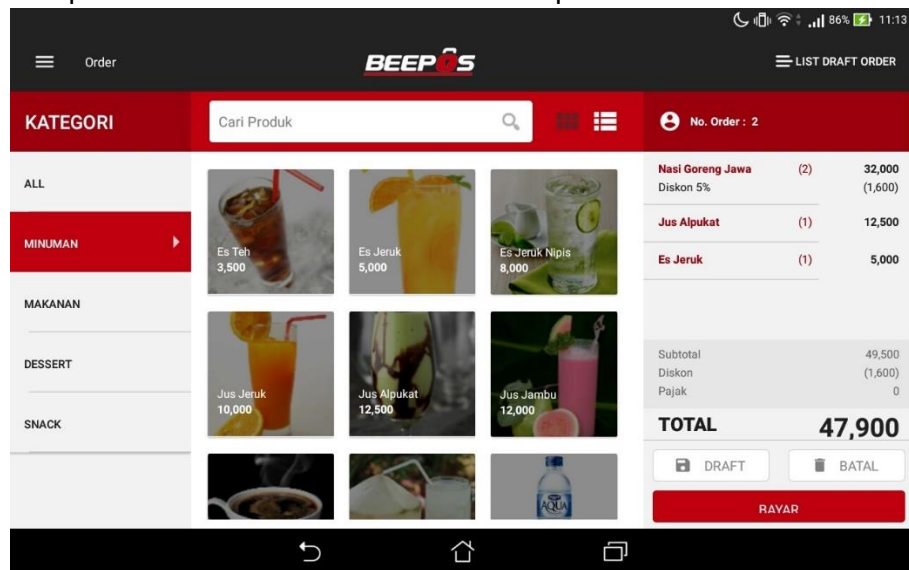 86% 11:13
Order
BEEPOS
LIST DRAFT ORDER
KATEGORI
Cari Produk
No. Order : 2
ALL
MINUMAN
MAKANAN
DESSERT
SNACK
Es Teh
3,500
Es Jeruk
5,000
Es Jeruk Nipis
8,000
Jus Jeruk
10,000
Jus Alpukat
12,500
Jus Jambu
12,000
AQUA
Nasi Goreng Jawa (2) 32,000
Diskon 5% (1,600)
Jus Alpukat (1) 12,500
Es Jeruk (1) 5,000
Subtotal 49,500
Diskon (1,600)
Pajak 0
TOTAL 47,900
DRAFT BATAL
BAYAR